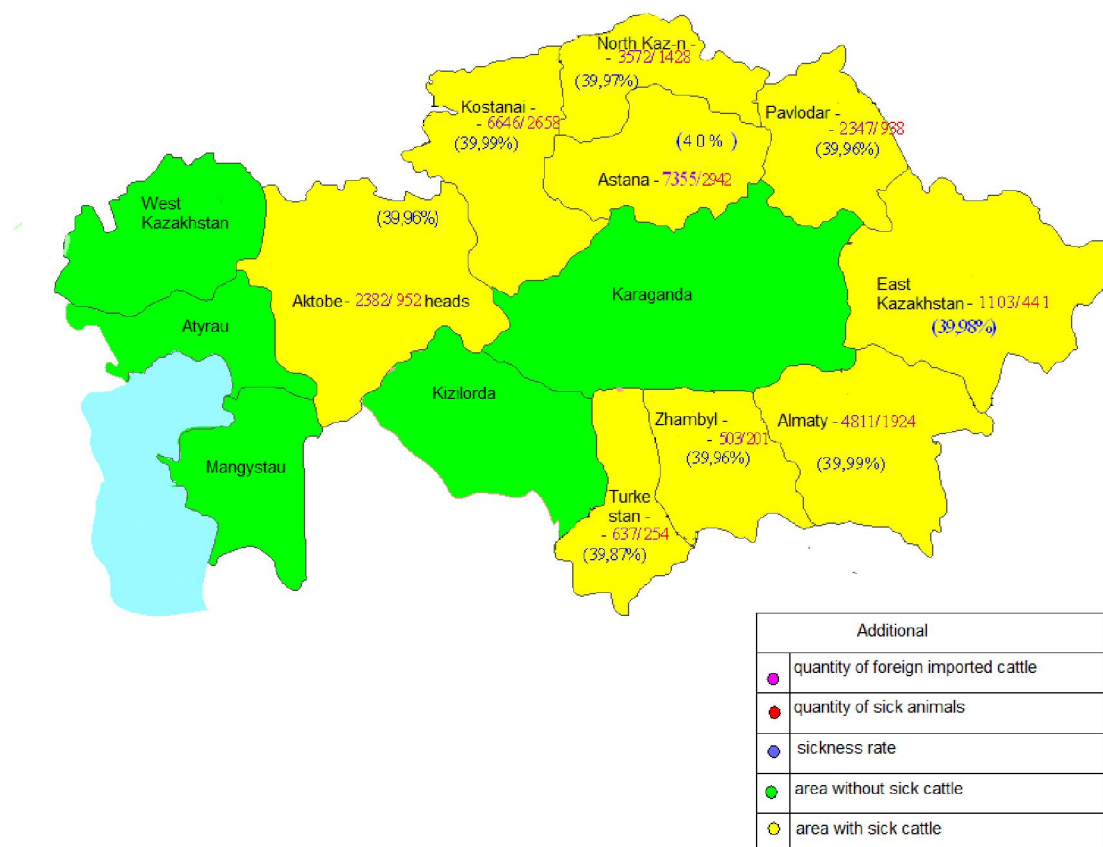 North Kaz-n -
- 3572/1428
(39,97%)
Kostanai -
- 6646/2658
(39,99%)
Pavlodar -
- 2347/938
(39,96%)
(40%)
Astana - 7355/2942
West
Kazakhstan
(39,96%)
Aktobe - 2382/952 heads
Karaganda
East
Kazakhstan - 1103/441
(39,98%)
Atyrau
Kizilorda
Mangystau
Zhambyl -
- 503/201
(39,96%)
Almaty - 4811/1924
(39,99%)
Turke
stan -
- 637/254
(39,87%)
Additional
quantity of foreign imported cattle
quantity of sick animals
sickness rate
area without sick cattle
area with sick cattle